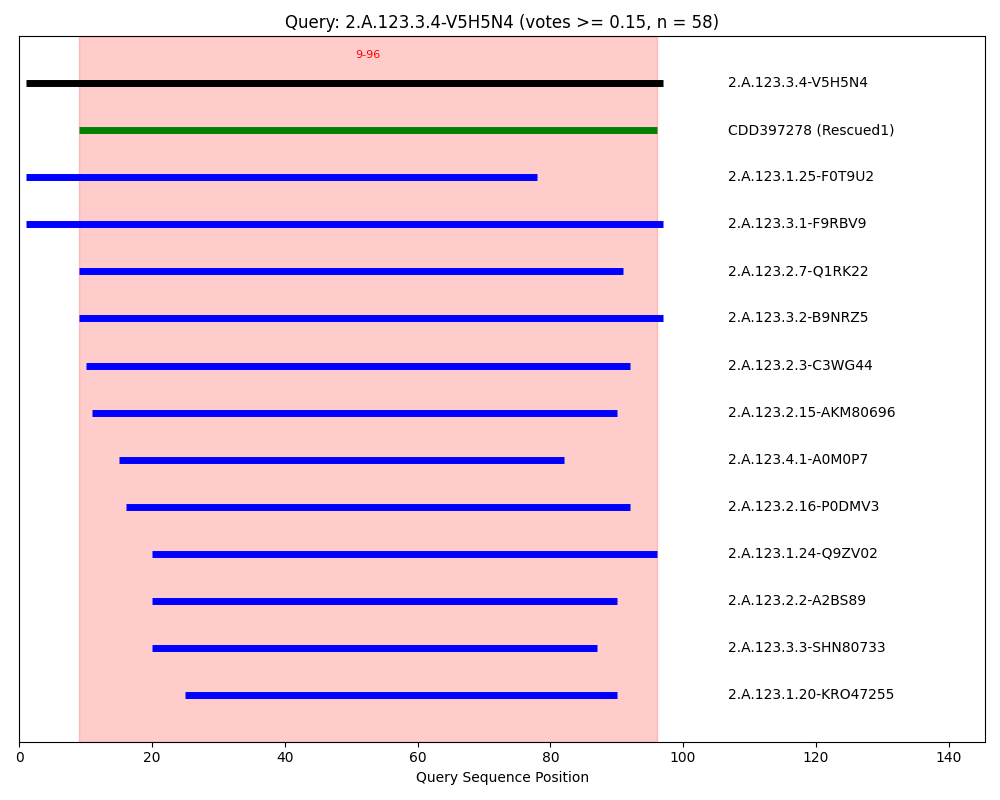 Query: 2.A.123.3.4-V5H5N4 (votes >= 0.15, n = 58)
9-96
2.A.123.3.4-V5H5N4
CDD397278 (Rescued1)
2.A.123.1.25-F0T9U2
2.A.123.3.1-F9RBV9
2.A.123.2.7-Q1RK22
2.A.123.3.2-B9NRZ5
2.A.123.2.3-C3WG44
2.A.123.2.15-AKM80696
2.A.123.4.1-A0M0P7
2.A.123.2.16-P0DMV3
2.A.123.1.24-Q9ZV02
2.A.123.2.2-A2BS89
2.A.123.3.3-SHN80733
2.A.123.1.20-KRO47255
0 20 40 60 80 100 120 140
Query Sequence Position